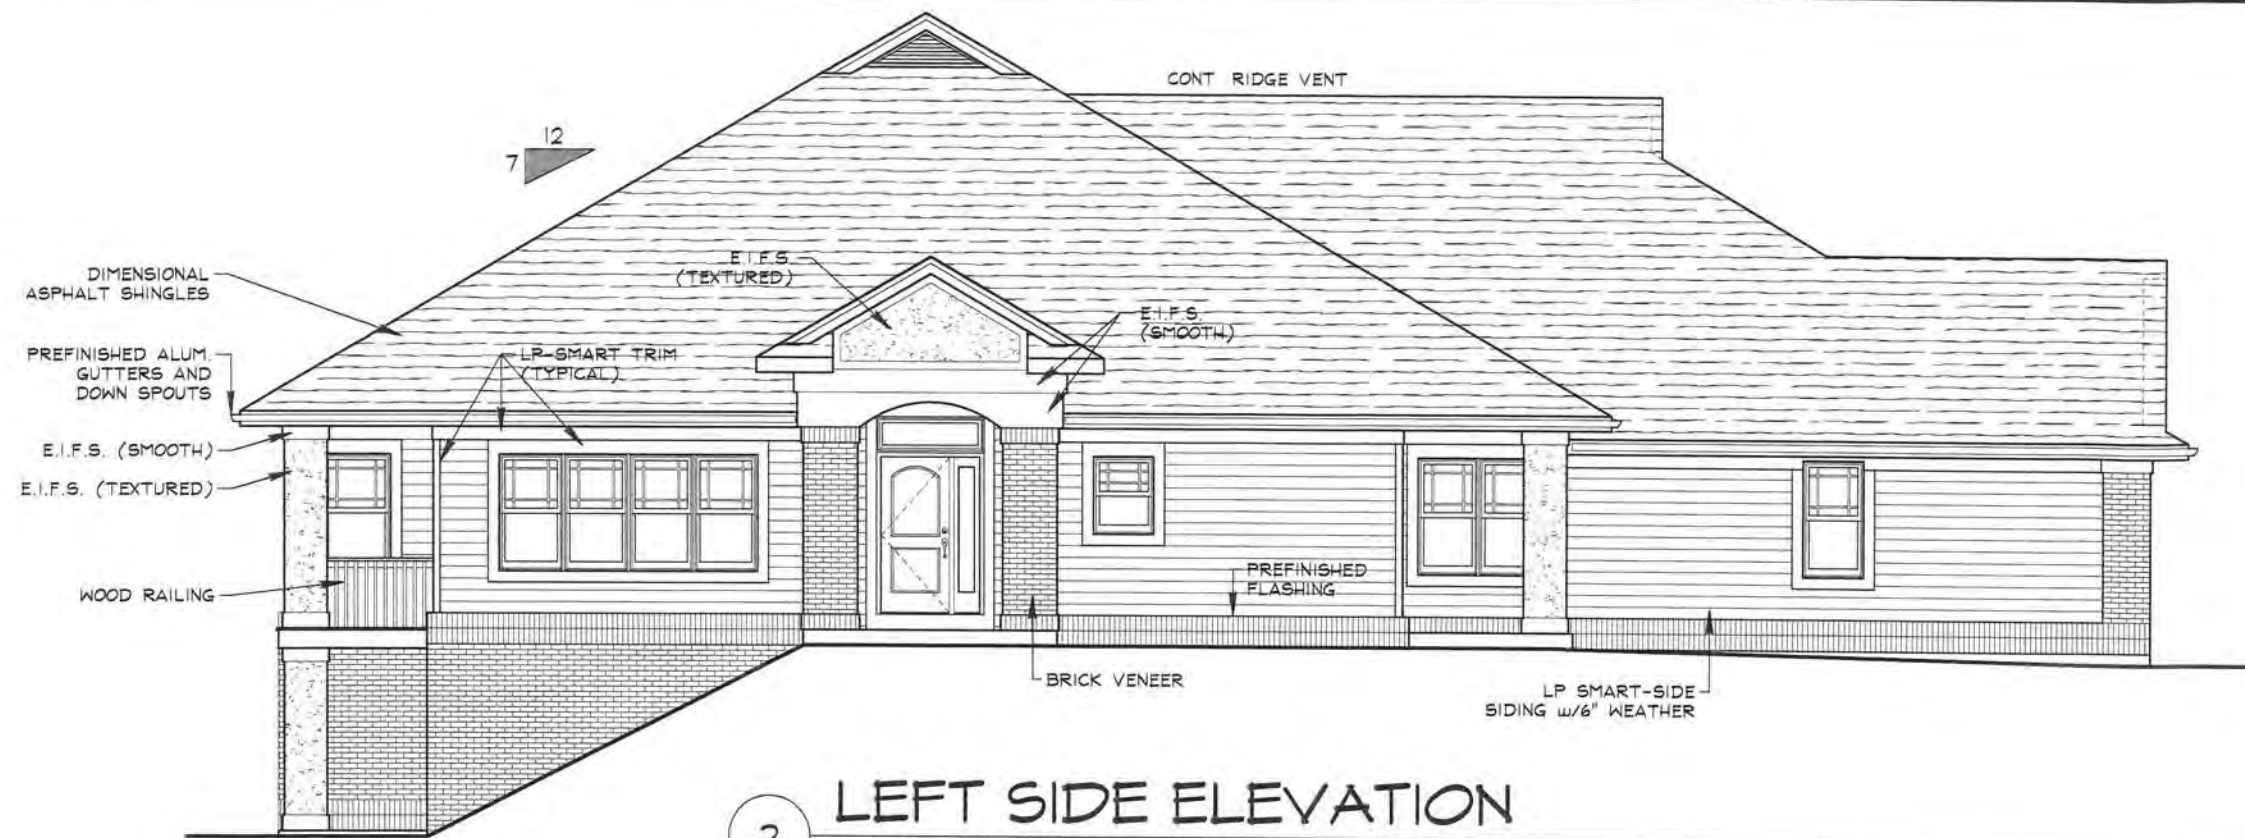 CONT RIDGE VENT
12
7
E.I.F.S.
(TEXTURED)
DIMENSIONAL
ASPHALT SHINGLES
E.I.F.S.
(SMOOTH)
PREFINISHED ALUM.
GUTTERS AND
DOWN SPOUTS
LP-SMART TRIM
(TYPICAL)
E.I.F.S. (SMOOTH)
E.I.F.S. (TEXTURED)
WOOD RAILING
PREFINISHED
FLASHING
BRICK VENEER
LP SMART-SIDE
SIDING w/6" WEATHER
2
LEFT SIDE ELEVATION